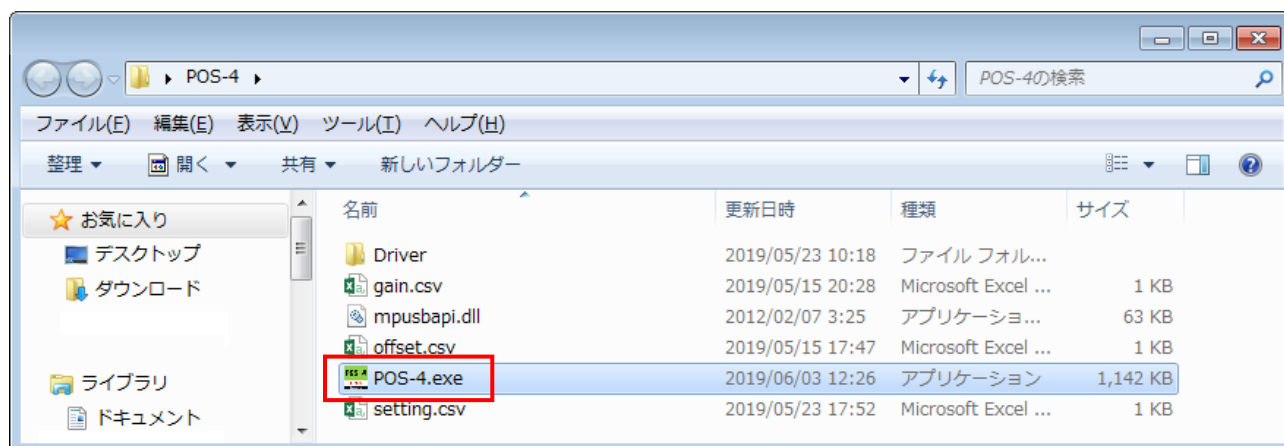 POS-4
POS-4の検索
ファイル(F) 編集(E) 表示(V) ツール(T) ヘルプ(H)
整理 開く 共有 新しいフォルダー
お気に入り
デスクトップ
ダウンロード
ライブラリ
ドキュメント
名前 更新日時 種類 サイズ
Driver 2019/05/23 10:18 ファイル フォル...
gain.csv 2019/05/15 20:28 Microsoft Excel ... 1 KB
mpusbapi.dll 2012/02/07 3:25 アプリケーショ... 63 KB
offset.csv 2019/05/15 17:47 Microsoft Excel ... 1 KB
POS-4.exe 2019/06/03 12:26 アプリケーション 1,142 KB
setting.csv 2019/05/23 17:52 Microsoft Excel ... 1 KB